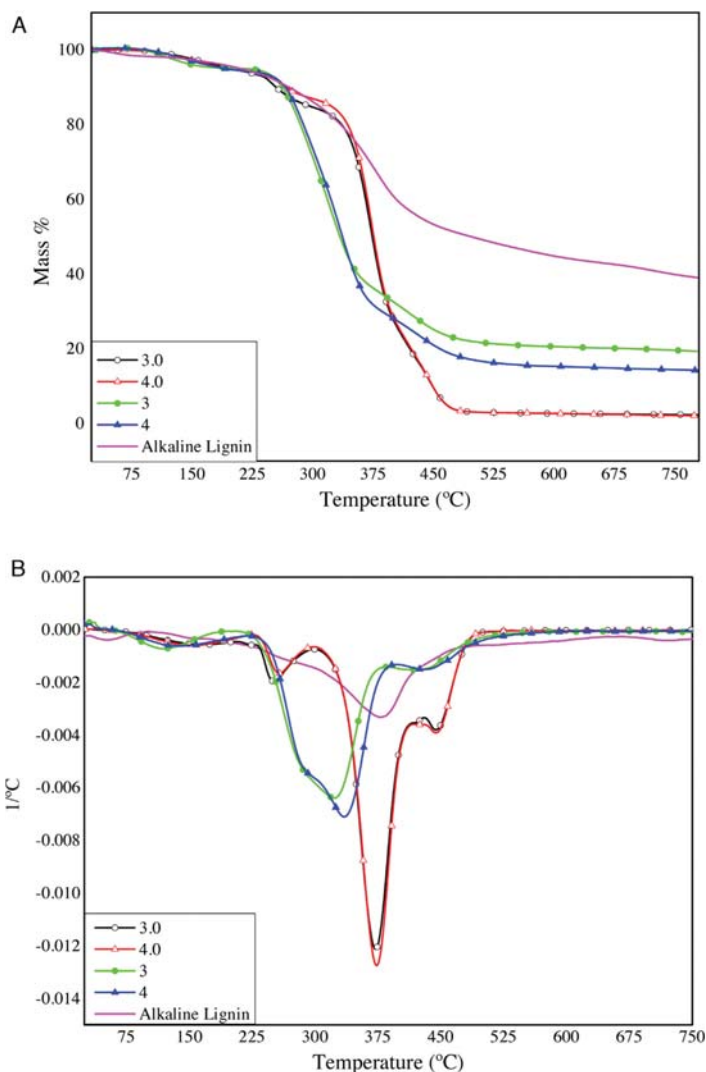 A
100
80
60
40
20
0
Mass %
3.0
4.0
3
4
Alkaline Lignin
75 150 225 300 375 450 525 600 675 750
Temperature (ºC)
B
0.002
0.000
-0.002
-0.004
-0.006
-0.008
-0.010
-0.012
-0.014
1/ºC
3.0
4.0
3
4
Alkaline Lignin
75 150 225 300 375 450 525 600 675 750
Temperature (ºC)